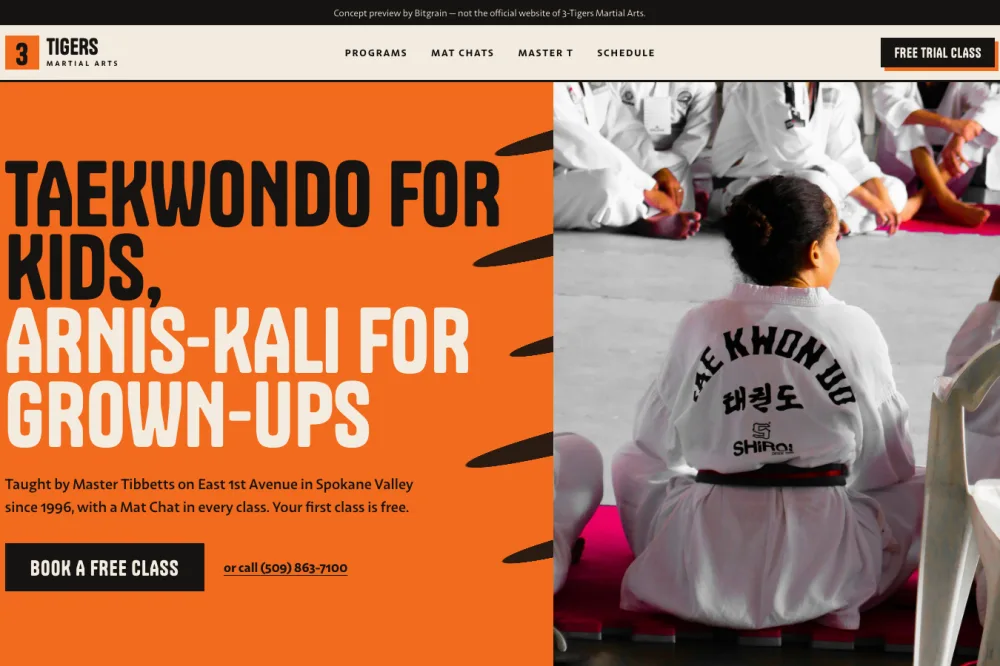 Concept preview by Bitgrain — not the official website of 3-Tigers Martial Arts.
3 TIGERS
MARTIAL ARTS
PROGRAMS
MAT CHATS
MASTER T
SCHEDULE
FREE TRIAL CLASS
TAEKWONDO FOR
KIDS,
ARNIS-KALI FOR
GROWN-UPS
Taught by Master Tibbetts on East 1st Avenue in Spokane Valley
since 1996, with a Mat Chat in every class. Your first class is free.
BOOK A FREE CLASS
or call (509) 863-7100
TAE KWON DO
태권도
SHiROi